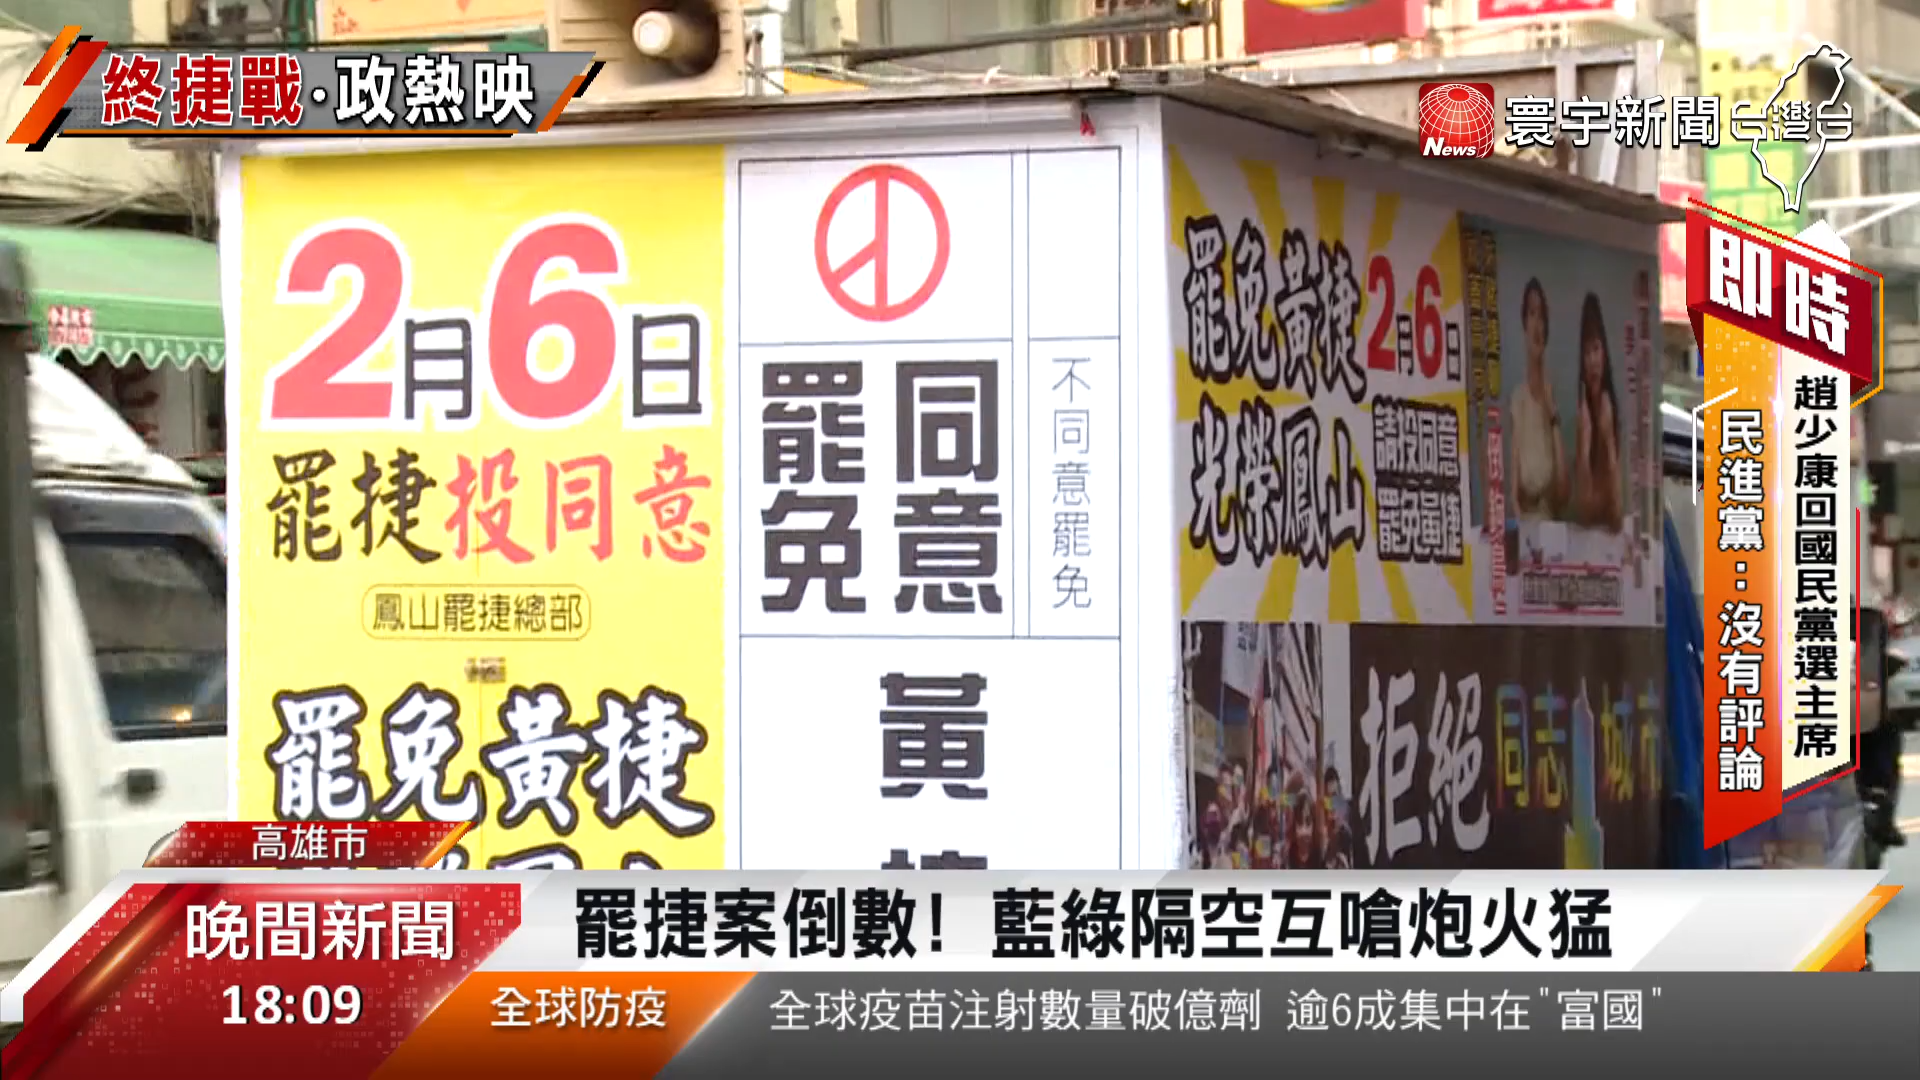 終捷戰·政熱映
News 寰宇新聞 台灣
即時
趙少康回國民黨選主席
民進黨：沒有評論
2月6日
罷捷投同意
鳳山罷捷總部
罷免黃捷
同意
罷免
不同意罷免
黃
罷免黃捷
2月6日
光榮鳳山
請投同意
罷免黃捷
拒絕同志城市
高雄市
晚間新聞
罷捷案倒數！藍綠隔空互嗆炮火猛
18:09
全球防疫
全球疫苗注射數量破億劑 逾6成集中在"富國"